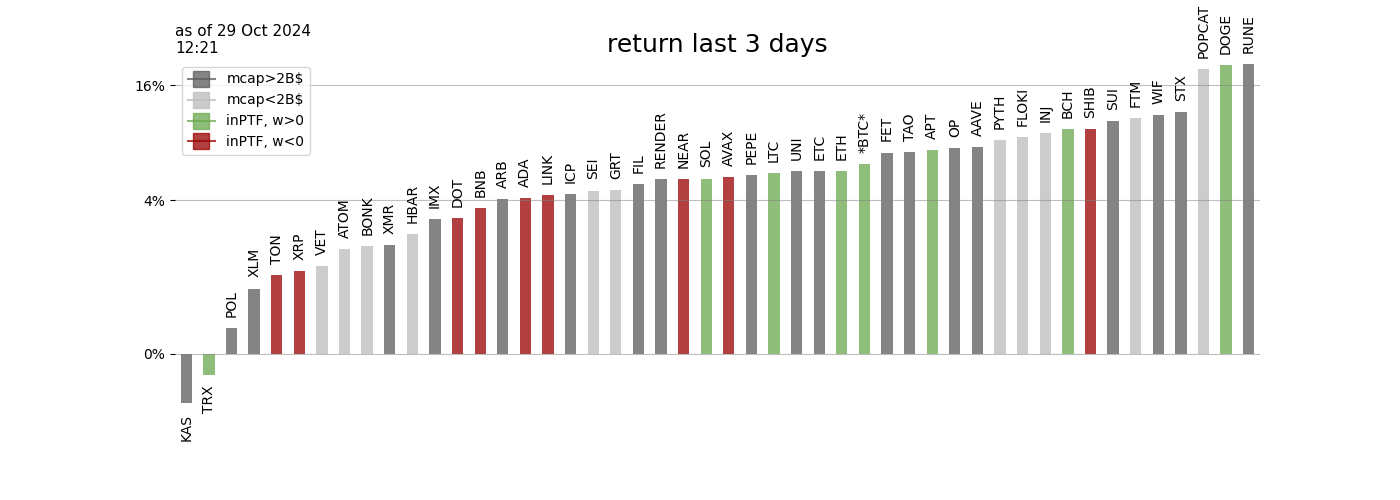 as of 29 Oct 2024
12:21
return last 3 days
mcap>2B$
mcap<2B$
inPTF, w>0
inPTF, w<0
16%
4%
0%
KAS
TRX
POL
XLM
TON
XRP
VET
ATOM
BONK
XMR
HBAR
IMX
DOT
BNB
ARB
ADA
LINK
ICP
SEI
GRT
FIL
RENDER
NEAR
SOL
AVAX
PEPE
LTC
UNI
ETC
ETH
*BTC*
FET
TAO
APT
OP
AAVE
PYTH
FLOKI
INJ
BCH
SHIB
SUI
FTM
WIF
STX
POPCAT
DOGE
RUNE